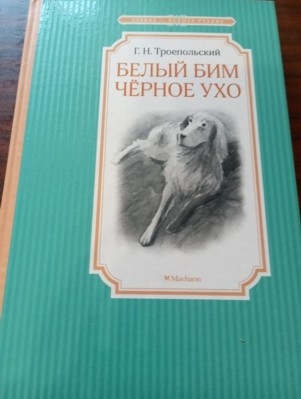 Г. Н. Троепольский
БЕЛЫЙ БИМ
ЧЁРНОЕ УХО
Machaon